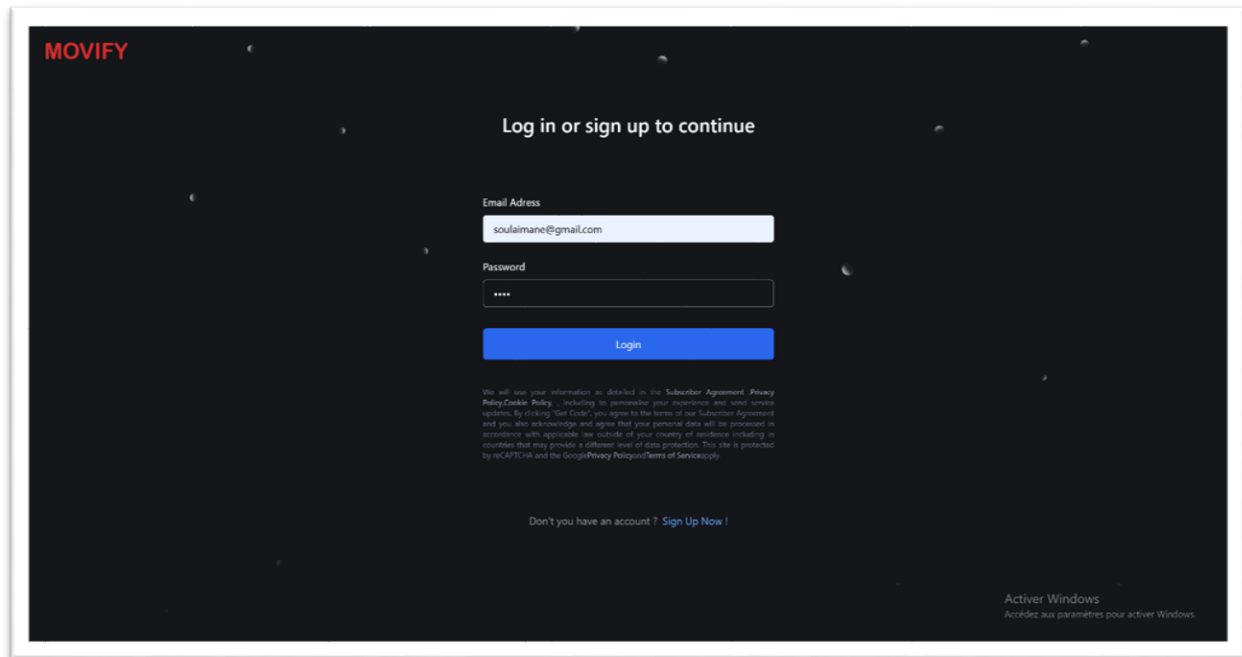 MOVIFY
Log in or sign up to continue
Email Adress
soulaimane@gmail.com
Password
••••
Login
We will use your information as detailed in the Subscriber Agreement ,Privacy
Policy,Cookie Policy, , including to personalise your experience and send service
updates. By clicking "Get Code", you agree to the terms of our Subscriber Agreement
and you also acknowledge and agree that your personal data will be processed in
accordance with applicable law outside of your country of residence including in
countries that may provide a different level of data protection. This site is protected
by reCAPTCHA and the GooglePrivacy PolicyandTerms of Serviceapply
Don't you have an account ? Sign Up Now !
Activer Windows
Accédez aux paramètres pour activer Windows.